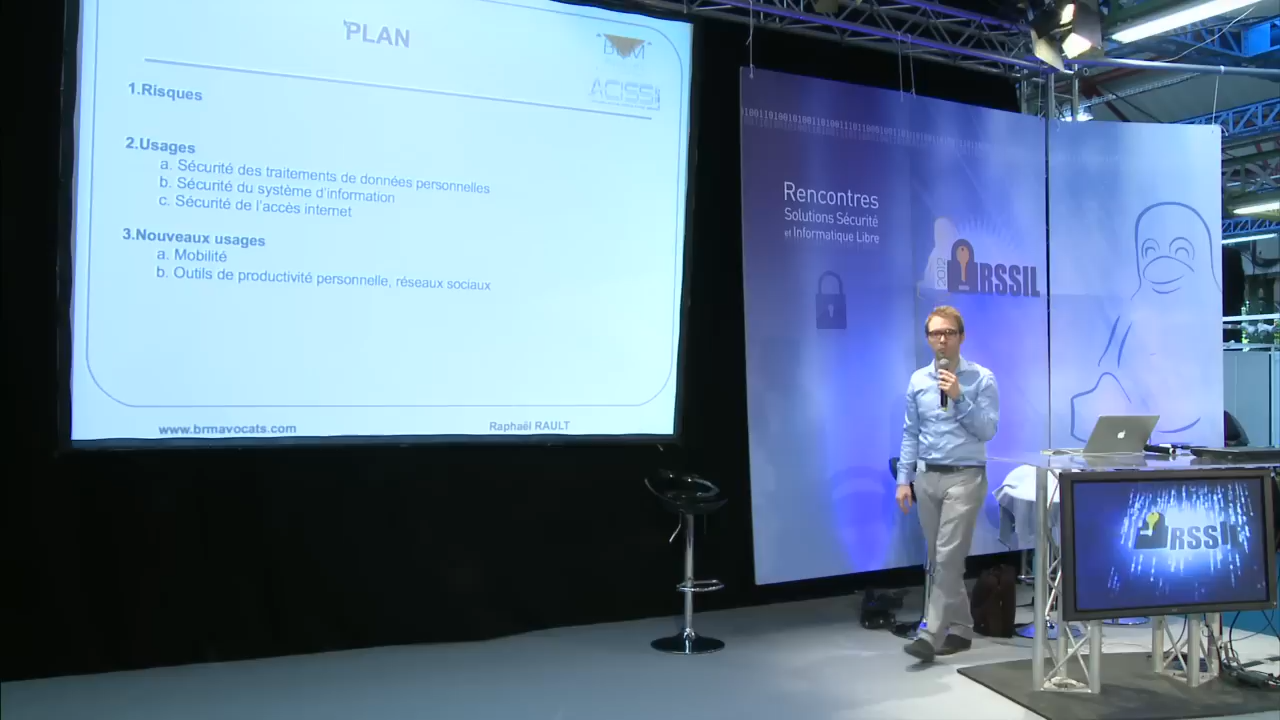 PLAN
BRM
ACISSI
1.Risques
2.Usages
a. Sécurité des traitements de données personnelles
b. Sécurité du système d'information
c. Sécurité de l'accès internet
3.Nouveaux usages
a. Mobilité
b. Outils de productivité personnelle, réseaux sociaux
www.brmavocats.com
Raphaël RAULT
Rencontres
Solutions Sécurité
et Informatique Libre
2012
RSSIL
RSSIL